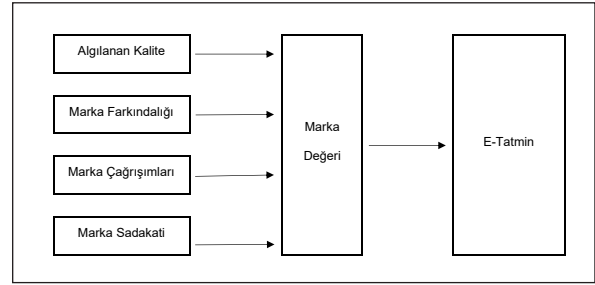 Algılanan Kalite
Marka Farkındalığı
Marka Çağrışımları
Marka Sadakati
Marka
Değeri
E-Tatmin